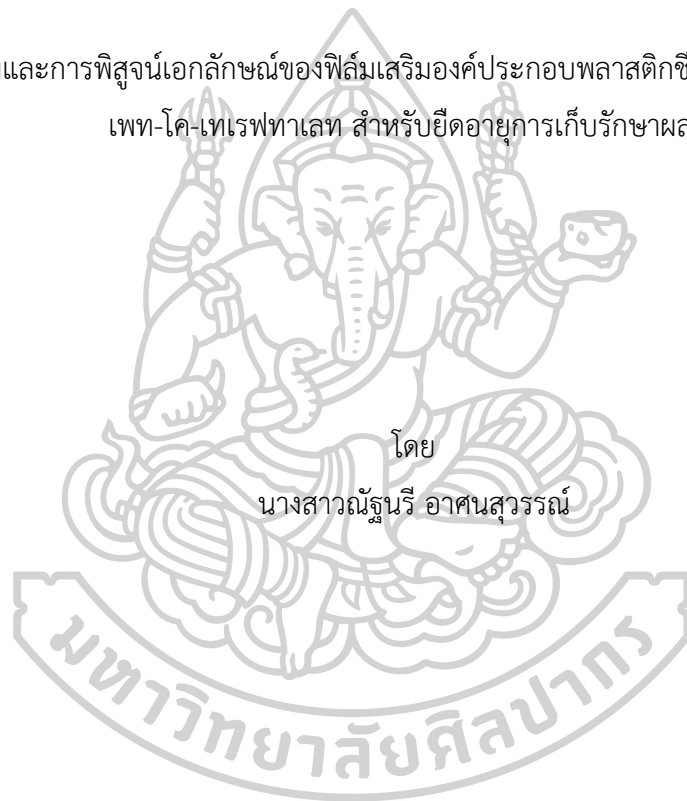 และการพิสูจน์เอกลักษณ์ของฟิล์มเสริมองค์ประกอบพลาสติก
เพท-โค-เทเรฟทาเลท สำหรับยืดอายุการเก็บรักษา
โดย
นางสาวณัฐนรี อาศนสุวรรณ์
มหาวิทยาลัยศิลปากร